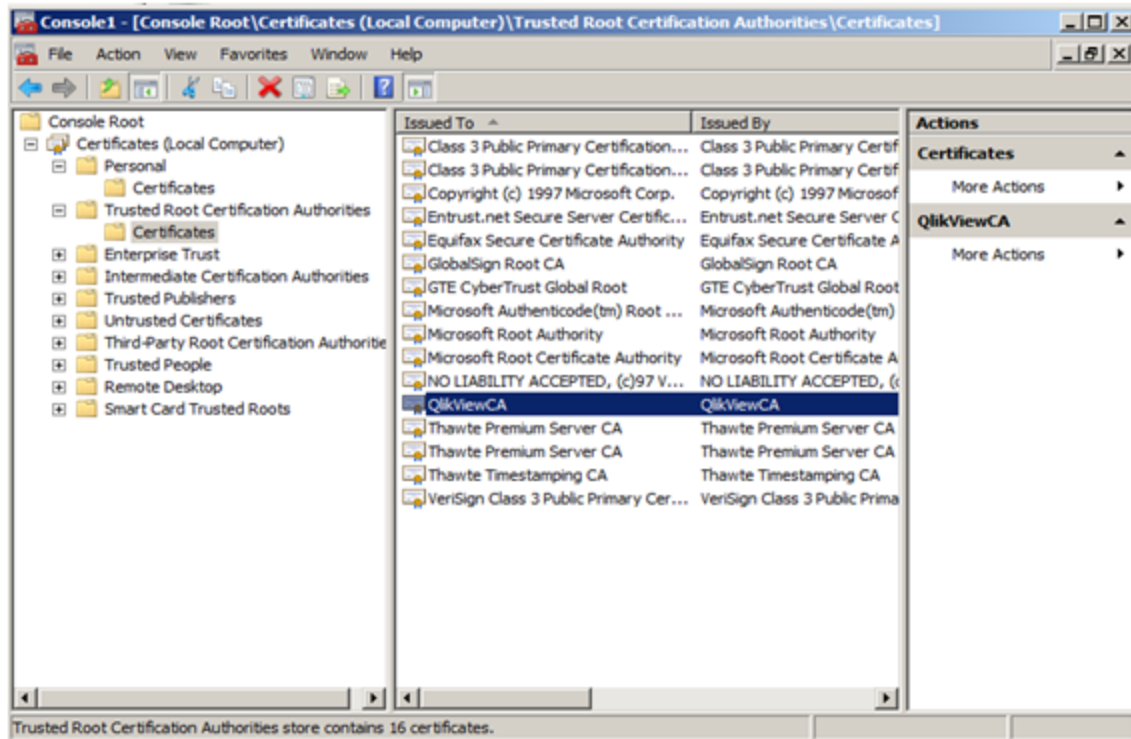 Console1 - [Console Root\Certificates (Local Computer)\Trusted Root Certification Authorities\Certificates]
File Action View Favorites Window Help
Console Root
Certificates (Local Computer)
Personal
Certificates
Trusted Root Certification Authorities
Certificates
Enterprise Trust
Intermediate Certification Authorities
Trusted Publishers
Untrusted Certificates
Third-Party Root Certification Authoritie
Trusted People
Remote Desktop
Smart Card Trusted Roots
Issued To Issued By
Class 3 Public Primary Certification... Class 3 Public Primary Certif
Class 3 Public Primary Certification... Class 3 Public Primary Certif
Copyright (c) 1997 Microsoft Corp. Copyright (c) 1997 Microsof
Entrust.net Secure Server Certific... Entrust.net Secure Server C
Equifax Secure Certificate Authority Equifax Secure Certificate A
GlobalSign Root CA GlobalSign Root CA
GTE CyberTrust Global Root GTE CyberTrust Global Root
Microsoft Authenticode(tm) Root ... Microsoft Authenticode(tm)
Microsoft Root Authority Microsoft Root Authority
Microsoft Root Certificate Authority Microsoft Root Certificate A
NO LIABILITY ACCEPTED, (c)97 V... NO LIABILITY ACCEPTED, (c
QlikViewCA QlikViewCA
Thawte Premium Server CA Thawte Premium Server CA
Thawte Premium Server CA Thawte Premium Server CA
Thawte Timestamping CA Thawte Timestamping CA
VeriSign Class 3 Public Primary Cer... VeriSign Class 3 Public Prima
Actions
Certificates
More Actions
QlikViewCA
More Actions
Trusted Root Certification Authorities store contains 16 certificates.